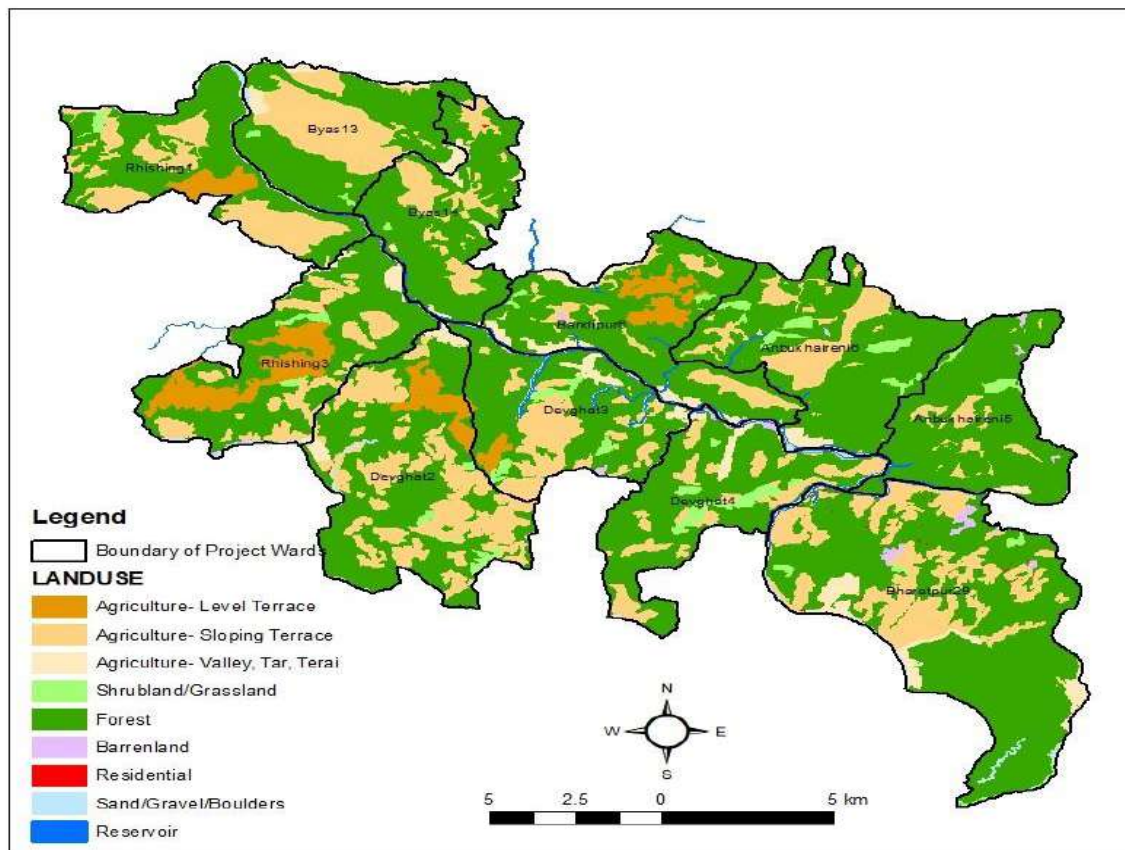 Byas13
Rhishing1
Byas14
Bandipur6
Anbukhaireni6
Rhishing3
Devghat3
Anbukhaireni5
Devghat2
Devghat4
Bharatpur29
Legend
Boundary of Project Wards
LANDUSE
Agriculture- Level Terrace
Agriculture- Sloping Terrace
Agriculture- Valley, Tar, Terai
Shrubland/Grassland
Forest
Barrenland
Residential
Sand/Gravel/Boulders
Reservoir
N
W E
S
5 2.5 0 5 km